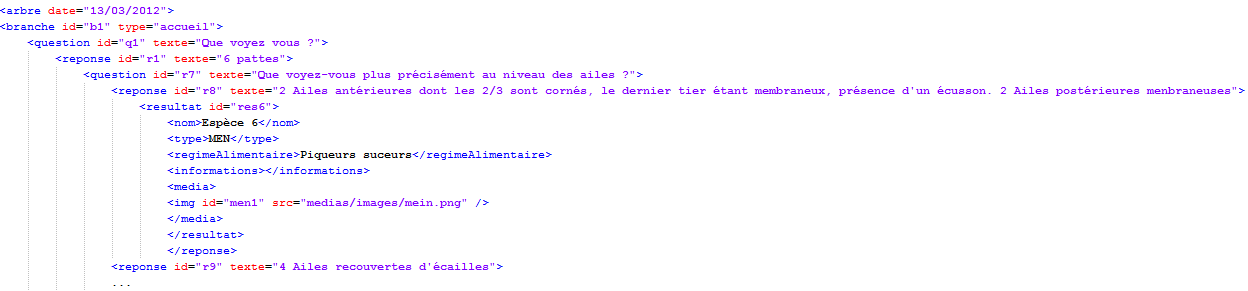 <arbre date="13/03/2012">
<branche id="b1" type="accueil">
<question id="q1" texte="Que voyez vous ?">
<reponse id="r1" texte="6 pattes">
<question id="r7" texte="Que voyez-vous plus précisément au niveau des ailes ?">
<reponse id="r8" texte="2 Ailes antérieures dont les 2/3 sont cornés, le dernier tier étant membraneux, présence d'un écusson. 2 Ailes postérieures menbraneuses">
<resultat id="res6">
<nom>Espèce 6</nom>
<type>MEN</type>
<regimeAlimentaire>Piqueurs suceurs</regimeAlimentaire>
<informations></informations>
<media>
<img id="men1" src="medias/images/mein.png" />
</media>
</resultat>
</reponse>
<reponse id="r9" texte="4 Ailes recouvertes d'écailles">
...